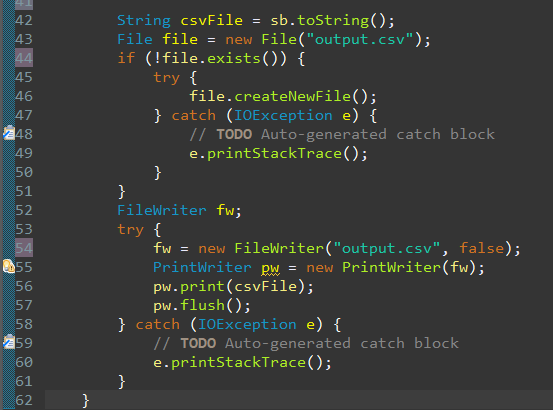 41
42 String csvFile = sb.toString();
43 File file = new File("output.csv");
44 if (!file.exists()) {
45 try {
46 file.createNewFile();
47 } catch (IOException e) {
48 // TODO Auto-generated catch block
49 e.printStackTrace();
50 }
51 }
52 FileWriter fw;
53 try {
54 fw = new FileWriter("output.csv", false);
55 PrintWriter pw = new PrintWriter(fw);
56 pw.print(csvFile);
57 pw.flush();
58 } catch (IOException e) {
59 // TODO Auto-generated catch block
60 e.printStackTrace();
61 }
62 }